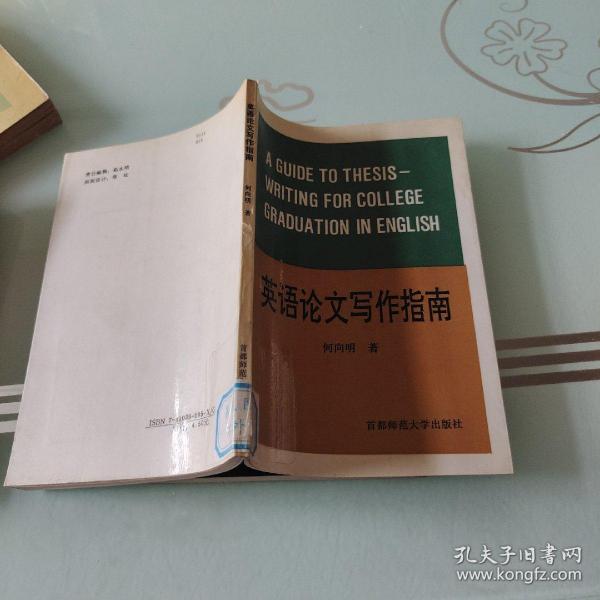 A GUIDE TO THESIS—
WRITING FOR COLLEGE
GRADUATION IN ENGLISH
英语论文写作指南
何向明 著
首都师范大学出版社
英语论文写作指南
何向明 著
首都师范
孔夫子旧书网
www.kongfz.com